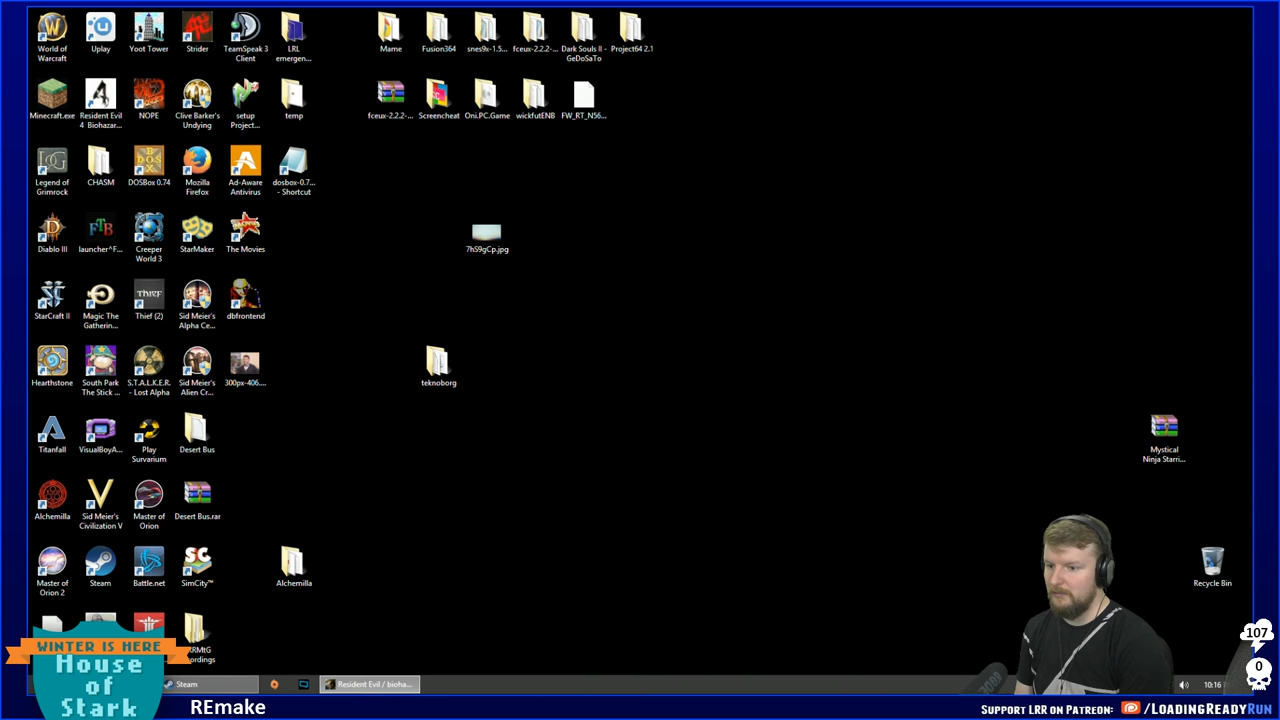 World of
Warcraft
Uplay
Yoot Tower
Strider
TeamSpeak 3
Client
LRL
emergen...
Mame
Fusion364
snes9x-1.5...
fceux-2.2.2-...
Dark Souls II -
GeDoSaTo
Project64 2.1
Minecraft.exe
Resident Evil
4 Biohazar...
NOPE
Clive Barker's
Undying
setup
Project...
temp
fceux-2.2.2-...
Screencheat
Oni.PC.Game
wickfutENB
FW_RT_N56...
Legend of
Grimrock
CHASM
DOSBox 0.74
Mozilla
Firefox
Ad-Aware
Antivirus
dosbox-0.7...
- Shortcut
Diablo III
launcher^F...
Creeper
World 3
StarMaker
The Movies
7hS9gCp.jpg
StarCraft II
Magic The
Gatherin...
Thief (2)
Sid Meier's
Alpha Ce...
dbfrontend
Hearthstone
South Park
The Stick ...
S.T.A.L.K.E.R.
- Lost Alpha
Sid Meier's
Alien Cr...
300px-406....
teknoborg
Titanfall
VisualBoyA...
Play
Survarium
Desert Bus
Mystical
Ninja Starri...
Alchemilla
Sid Meier's
Civilization V
Master of
Orion
Desert Bus.rar
Master of
Orion 2
Steam
Battle.net
SimCity™
Alchemilla
Recycle Bin
WINTER IS HERE
House
of
Stark
Steam
Resident Evil / bioha...
10:16
107
0
REmake
SUPPORT LRR ON PATREON: /LOADINGREADYRUN